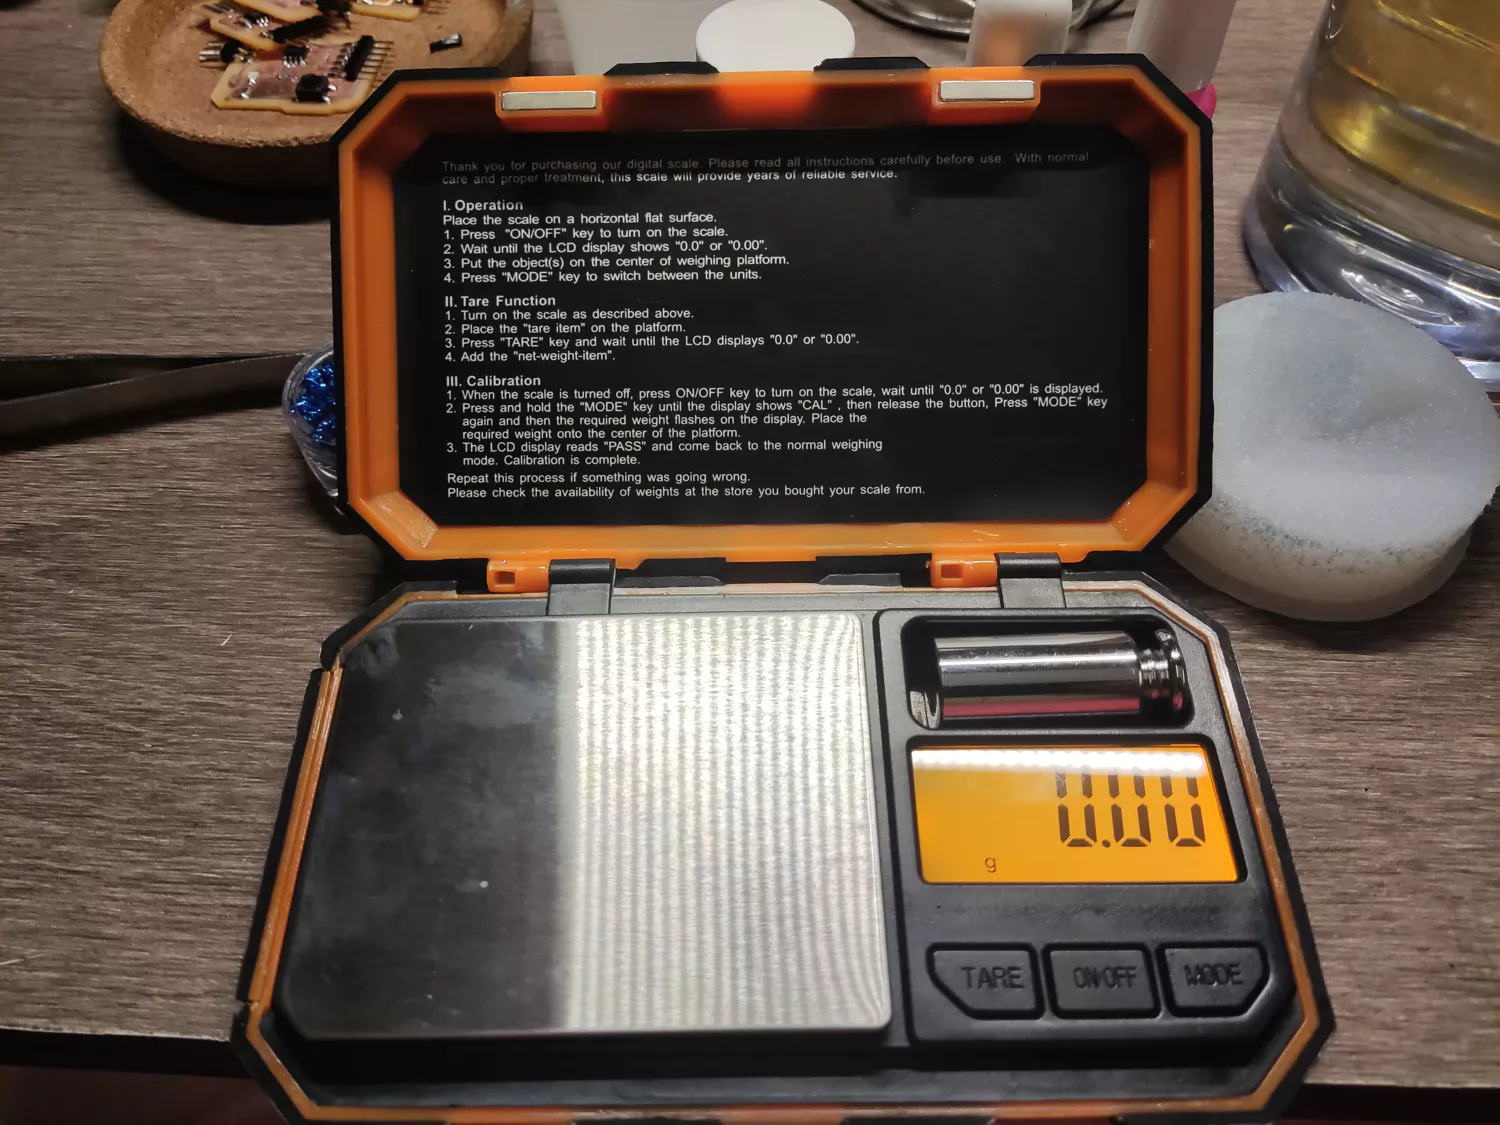 Thank you for purchasing our digital scale. Please read all instructions carefully before use. With normal
care and proper treatment, this scale will provide years of reliable service.
I. Operation
Place the scale on a horizontal flat surface.
1. Press "ON/OFF" key to turn on the scale.
2. Wait until the LCD display shows "0.0" or "0.00".
3. Put the object(s) on the center of weighing platform.
4. Press "MODE" key to switch between the units.
II. Tare Function
1. Turn on the scale as described above.
2. Place the "tare item" on the platform.
3. Press "TARE" key and wait until the LCD displays "0.0" or "0.00".
4. Add the "net-weight-item".
III. Calibration
1. When the scale is turned off, press ON/OFF key to turn on the scale, wait until "0.0" or "0.00" is displayed.
2. Press and hold the "MODE" key until the display shows "CAL" , then release the button, Press "MODE" key
again and then the required weight flashes on the display. Place the
required weight onto the center of the platform.
3. The LCD display reads "PASS" and come back to the normal weighing
mode. Calibration is complete.
Repeat this process if something was going wrong.
Please check the availability of weights at the store you bought your scale from.
0.00
g
TARE ON/OFF MODE